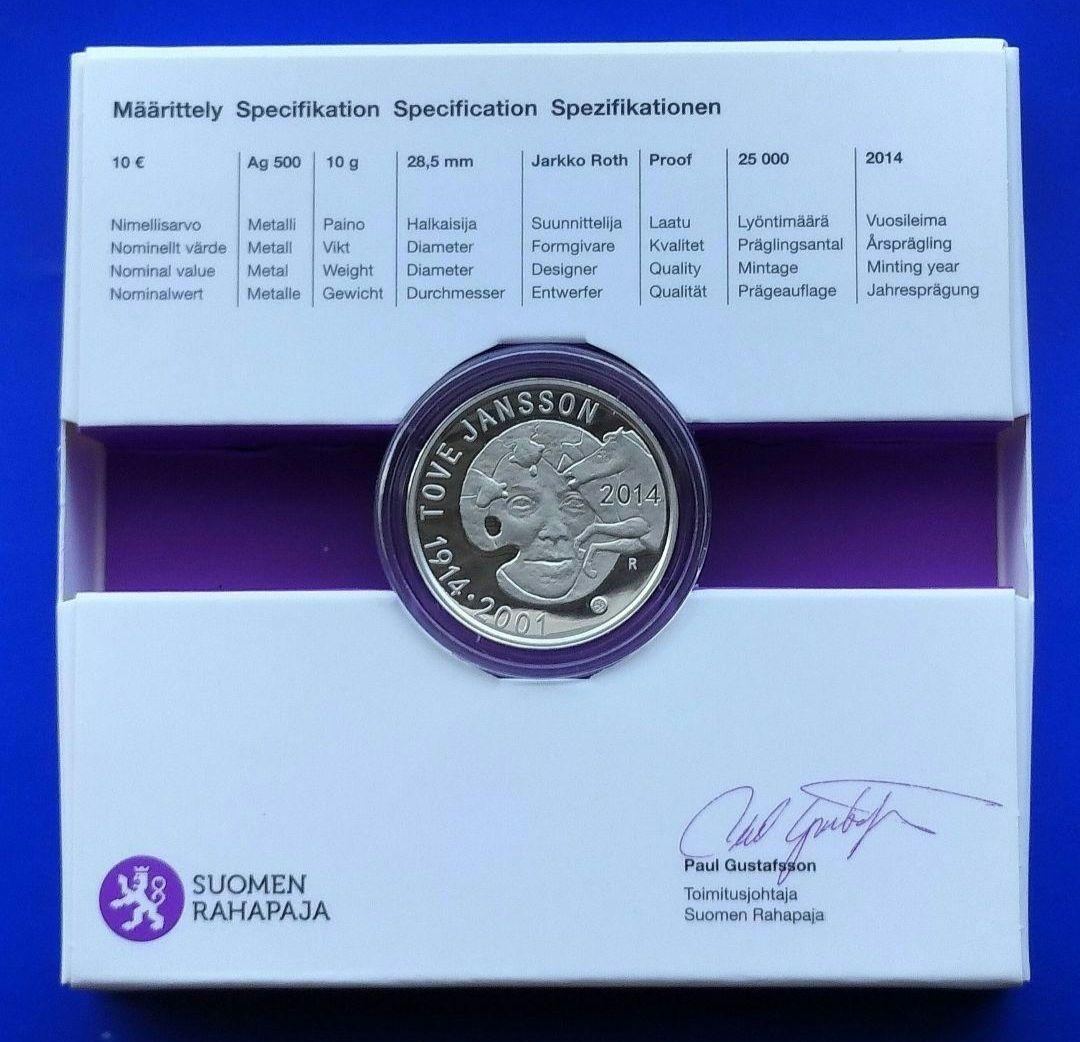 Määrittely Specifikation Specification Spezifikationen
10 € Ag 500 10 g 28,5 mm Jarkko Roth Proof 25 000 2014
Nimellisarvo Metalli Paino Halkaisija Suunnittelija Laatu Lyöntimäärä Vuosileima
Nominellt värde Metall Vikt Diameter Formgivare Kvalitet Präglingsantal Årsprägling
Nominal value Metal Weight Diameter Designer Quality Mintage Minting year
Nominalwert Metalle Gewicht Durchmesser Entwerfer Qualität Prägeauflage Jahresprägung
TOVE JANSSON
2014
R
1914·2001
Paul Gustafsson
Toimitusjohtaja
Suomen Rahapaja
SUOMEN
RAHAPAJA